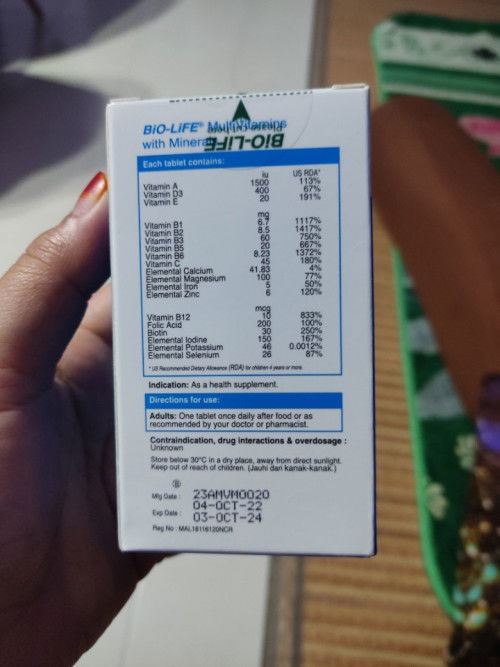 BiO-LiFE® MultiVitamins
with Minerals
Please cut here
BiO-LiFE
Each tablet contains:
iu US RDA*
Vitamin A 1500 113%
Vitamin D3 400 67%
Vitamin E 20 191%
mg
Vitamin B1 6.7 1117%
Vitamin B2 8.5 1417%
Vitamin B3 60 750%
Vitamin B5 20 667%
Vitamin B6 8.23 1372%
Vitamin C 45 180%
Elemental Calcium 41.83 4%
Elemental Magnesium 100 77%
Elemental Iron 5 50%
Elemental Zinc 6 120%
mcg
Vitamin B12 10 833%
Folic Acid 200 100%
Biotin 30 250%
Elemental Iodine 150 167%
Elemental Potassium 46 0.0012%
Elemental Selenium 26 87%
* US Recommended Dietary Allowance (RDA) for children 4 years or more.
Indication: As a health supplement.
Directions for use:
Adults: One tablet once daily after food or as
recommended by your doctor or pharmacist.
Contraindication, drug interactions & overdosage :
Unknown
Store below 30°C in a dry place, away from direct sunlight.
Keep out of reach of children. (Jauhi dari kanak-kanak.)
Ⓑ 23AMVM0020
Mfg Date : 04-OCT-22
Exp Date : 03-OCT-24
Reg No : MAL18116120NCR